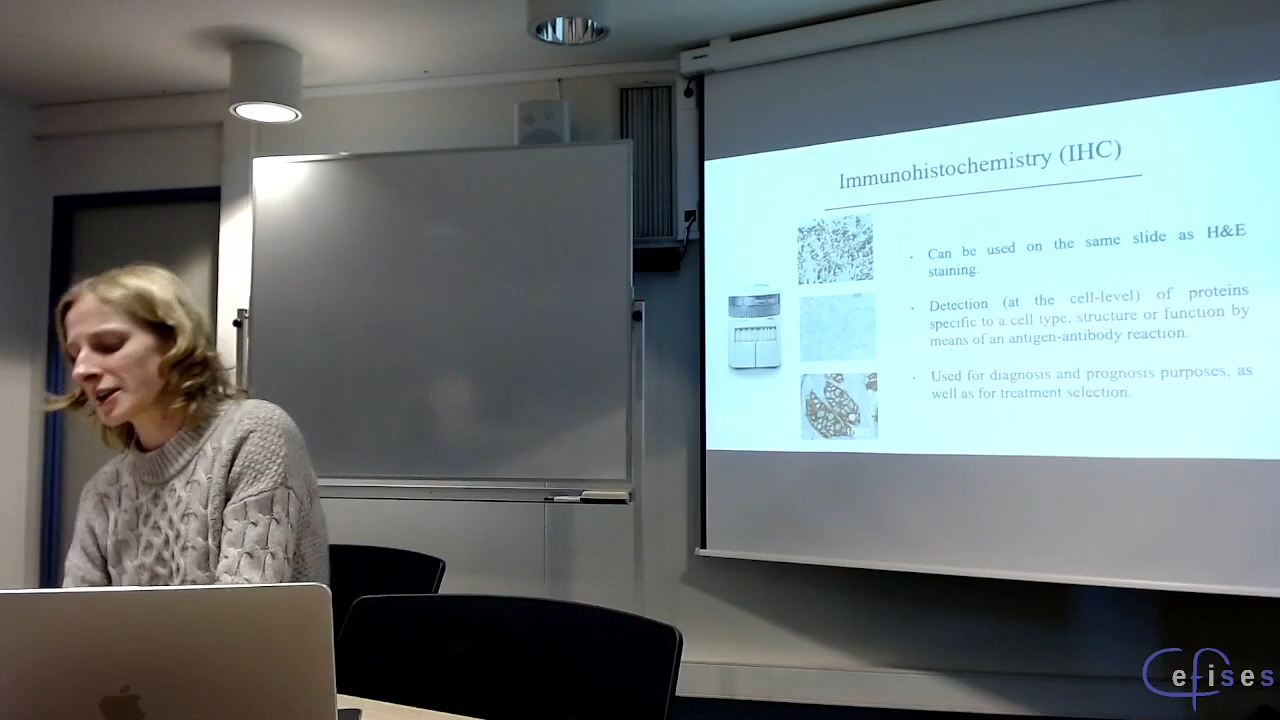 Immunohistochemistry (IHC)
Can be used on the same slide as H&E
staining.
Detection (at the cell-level) of proteins
specific to a cell type, structure or function by
means of an antigen-antibody reaction.
Used for diagnosis and prognosis purposes, as
well as for treatment selection.
Cefises